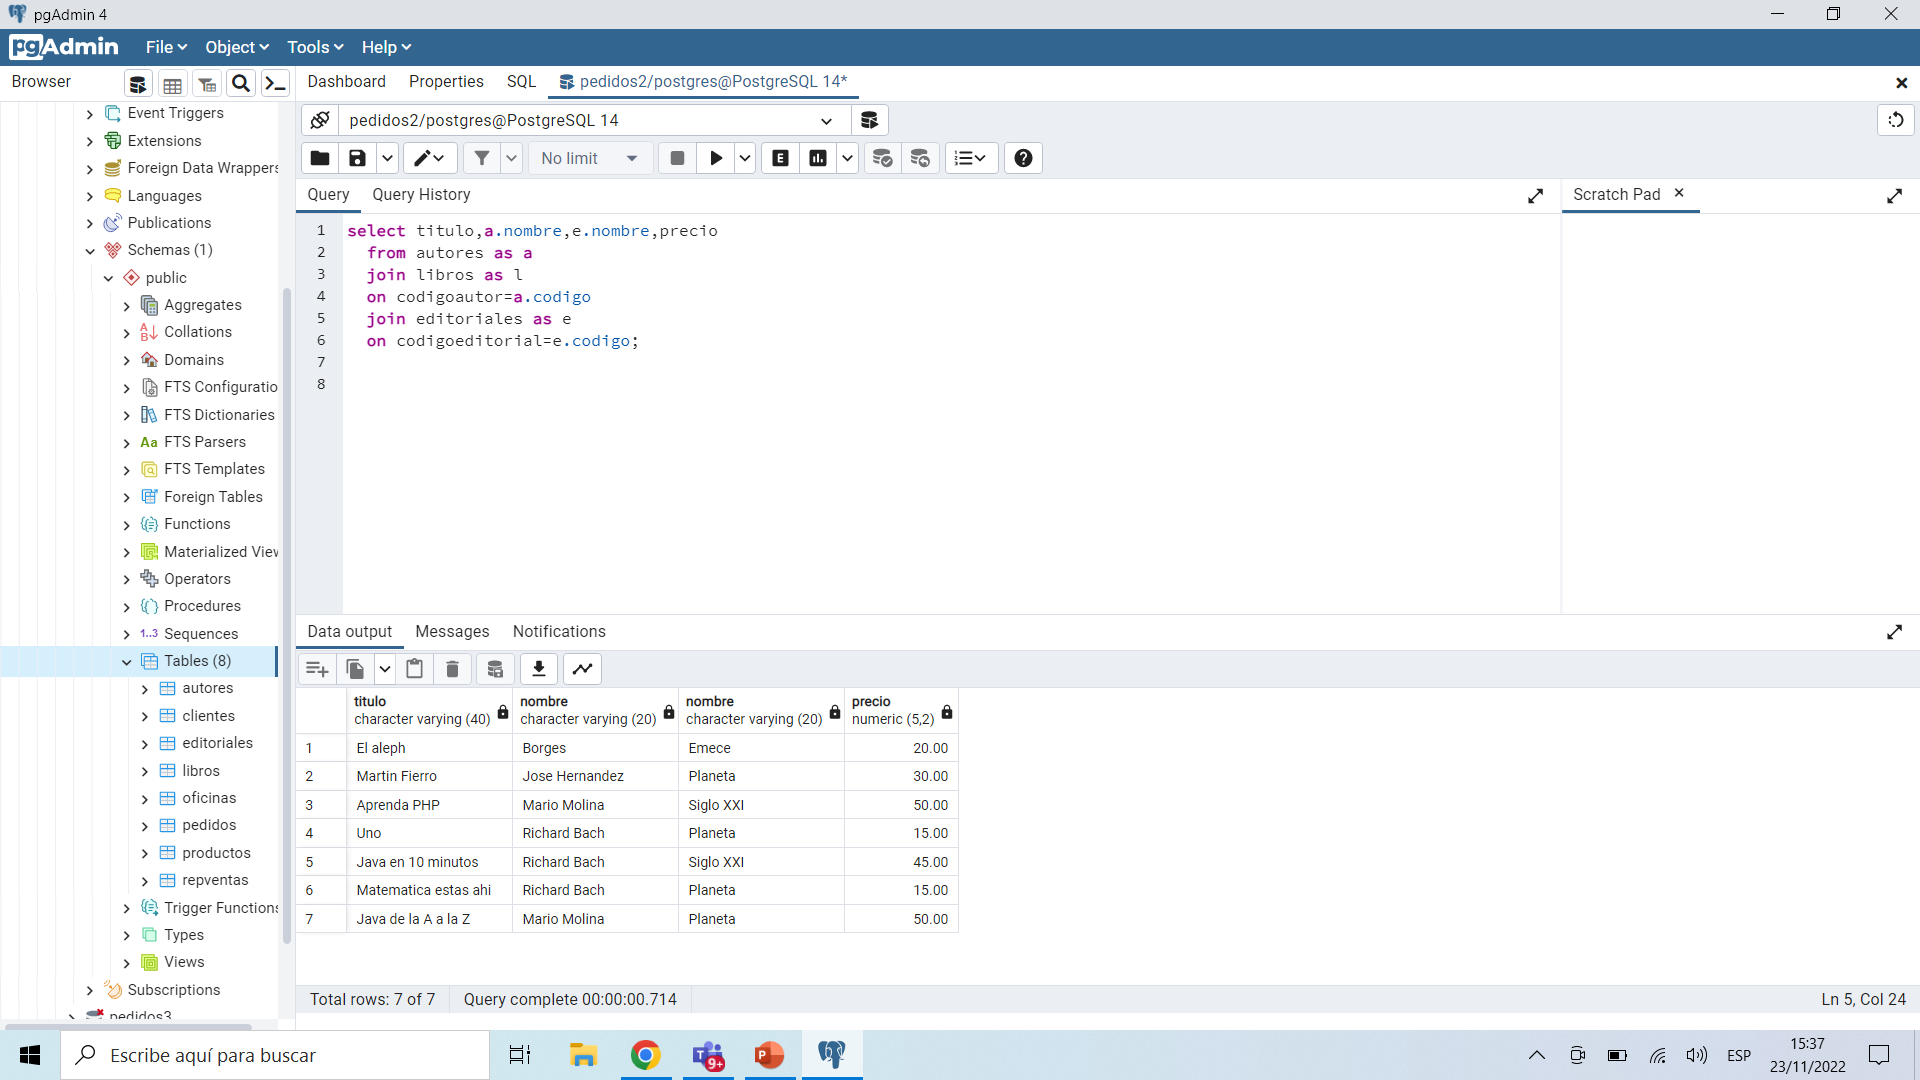 pgAdmin 4
pgAdmin File Object Tools Help
Browser
Dashboard Properties SQL pedidos2/postgres@PostgreSQL 14*
pedidos2/postgres@PostgreSQL 14
No limit
Query Query History
Scratch Pad
Event Triggers
Extensions
Foreign Data Wrappers
Languages
Publications
Schemas (1)
public
Aggregates
Collations
Domains
FTS Configuratio
FTS Dictionaries
FTS Parsers
FTS Templates
Foreign Tables
Functions
Materialized View
Operators
Procedures
1..3 Sequences
Tables (8)
autores
clientes
editoriales
libros
oficinas
pedidos
productos
repventas
Trigger Functions
Types
Views
Subscriptions
pedidos3
1 select titulo,a.nombre,e.nombre,precio
2 from autores as a
3 join libros as l
4 on codigoautor=a.codigo
5 join editoriales as e
6 on codigoeditorial=e.codigo;
7
8
Data output Messages Notifications
titulo nombre nombre precio
character varying (40) character varying (20) character varying (20) numeric (5,2)
1 El aleph Borges Emece 20.00
2 Martin Fierro Jose Hernandez Planeta 30.00
3 Aprenda PHP Mario Molina Siglo XXI 50.00
4 Uno Richard Bach Planeta 15.00
5 Java en 10 minutos Richard Bach Siglo XXI 45.00
6 Matematica estas ahi Richard Bach Planeta 15.00
7 Java de la A a la Z Mario Molina Planeta 50.00
Total rows: 7 of 7 Query complete 00:00:00.714
Ln 5, Col 24
Escribe aquí para buscar
9+
ESP
15:37
23/11/2022